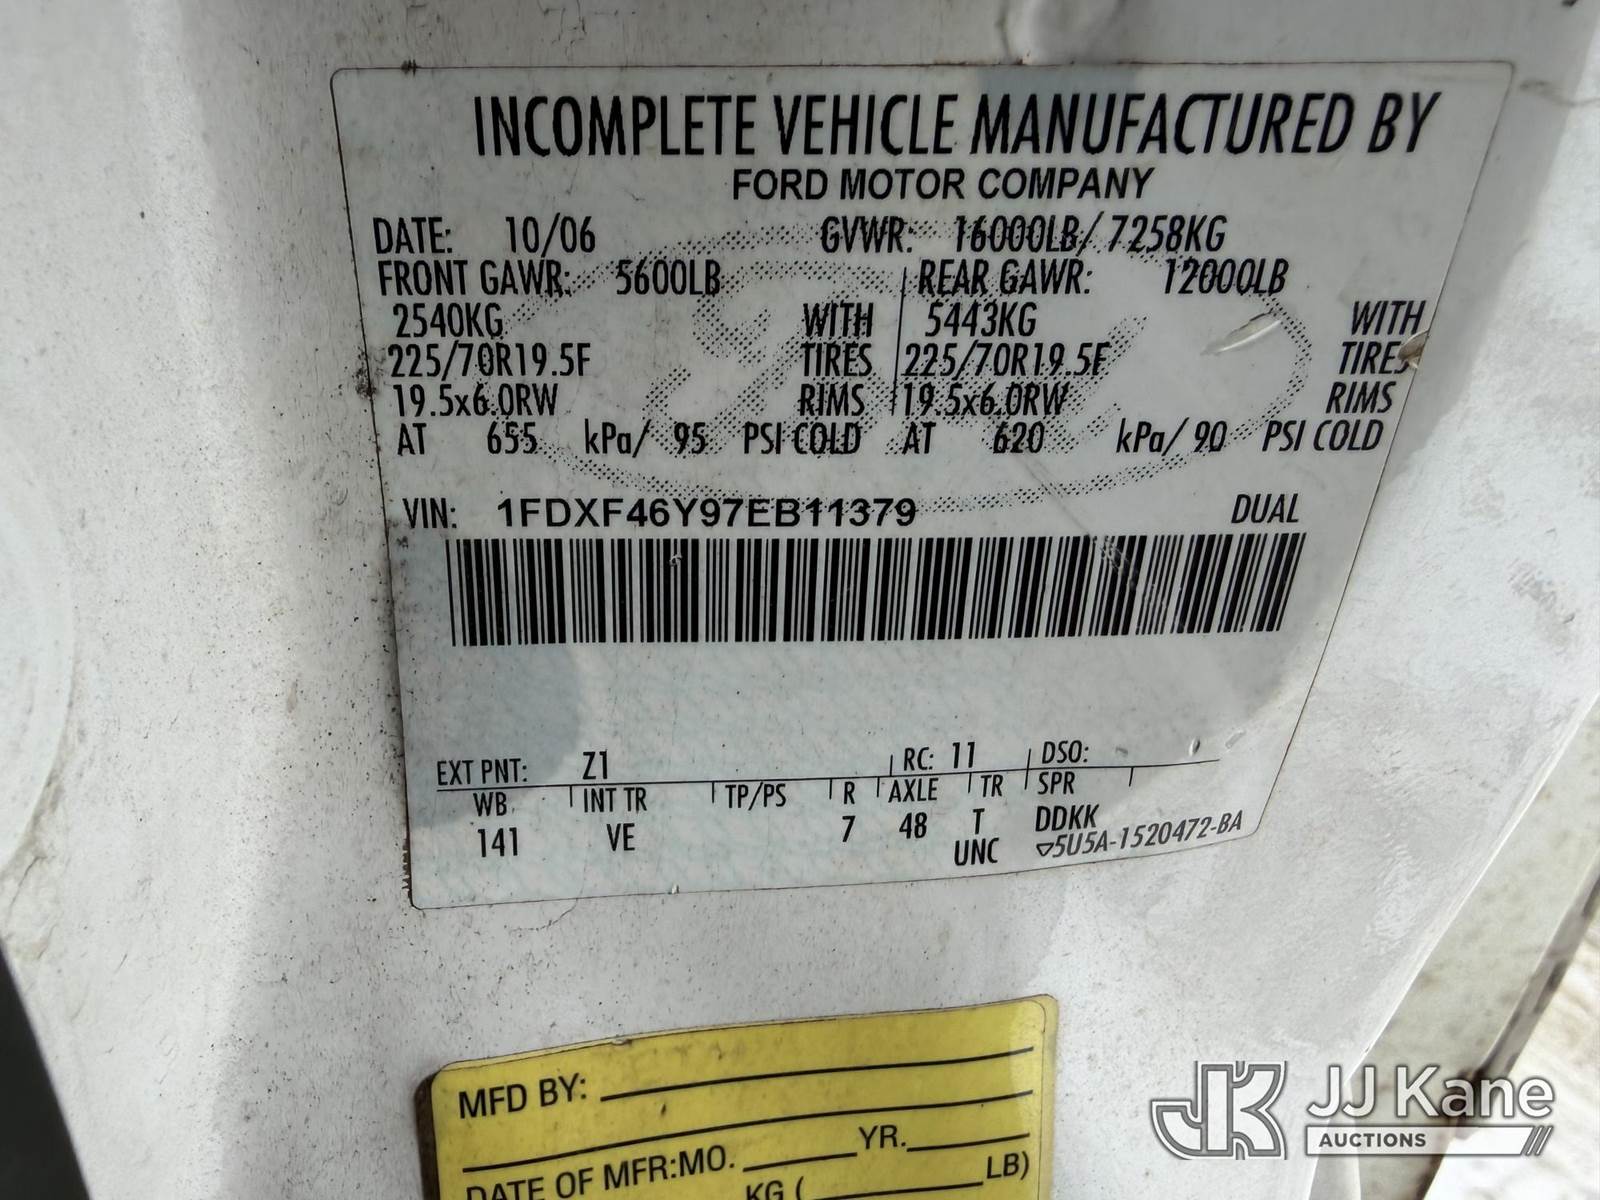 INCOMPLETE VEHICLE MANUFACTURED BY
FORD MOTOR COMPANY
DATE: 10/06 GVWR: 16000LB/ 7258KG
FRONT GAWR: 5600LB REAR GAWR: 12000LB
2540KG WITH 5443KG WITH
225/70R19.5F TIRES 225/70R19.5F TIRES
19.5x6.0RW RIMS 19.5x6.0RW RIMS
AT 655 kPa/ 95 PSI COLD AT 620 kPa/ 90 PSI COLD
VIN: 1FDXF46Y97EB11379 DUAL
EXT PNT: Z1 RC: 11 DSO:
WB INT TR TP/PS R AXLE TR SPR
141 VE 7 48 T DDKK
UNC ▽5U5A-1520472-BA
MFD BY:
DATE OF MFR:MO. YR.
KG ( LB)
JJ Kane
AUCTIONS